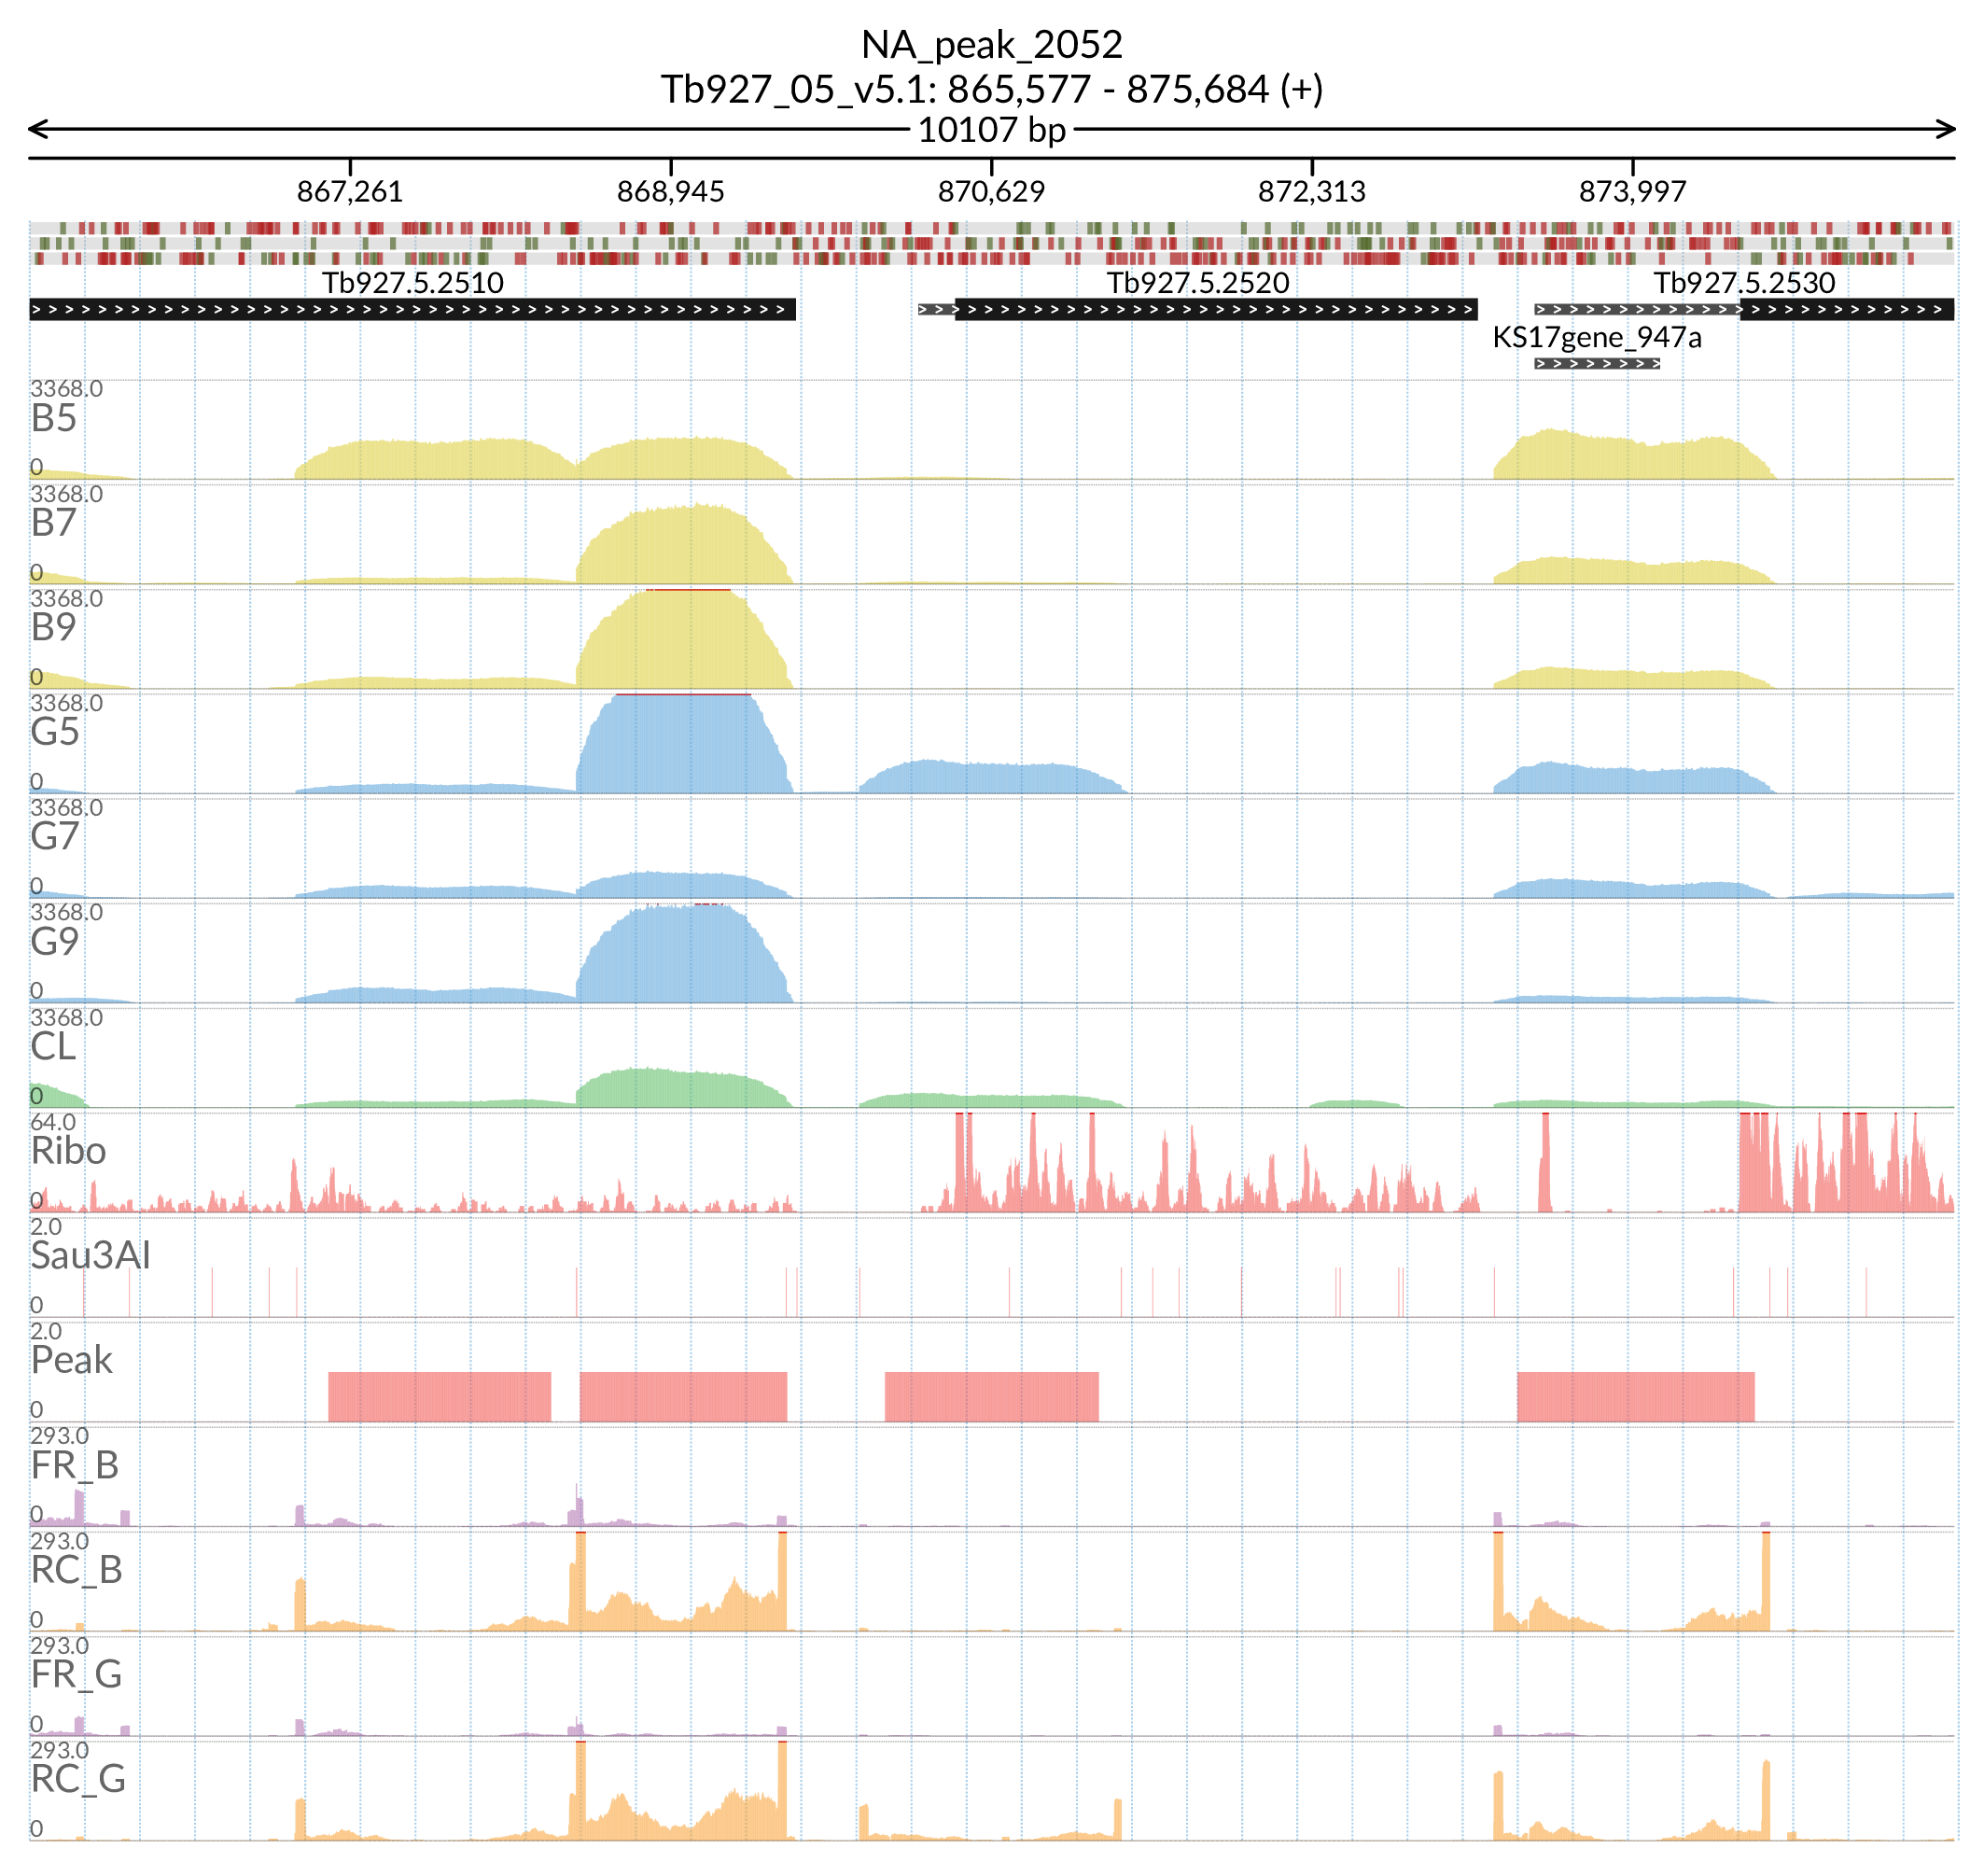 NA_peak_2052
Tb927_05_v5.1: 865,577 - 875,684 (+)
10107 bp
867,261 868,945 870,629 872,313 873,997
Tb927.5.2510 Tb927.5.2520 Tb927.5.2530
KS17gene_947a
3368.0
B5
0
3368.0
B7
0
3368.0
B9
0
3368.0
G5
0
3368.0
G7
0
3368.0
G9
0
3368.0
CL
0
64.0
Ribo
0
2.0
Sau3AI
0
2.0
Peak
0
293.0
FR_B
0
293.0
RC_B
0
293.0
FR_G
0
293.0
RC_G
0